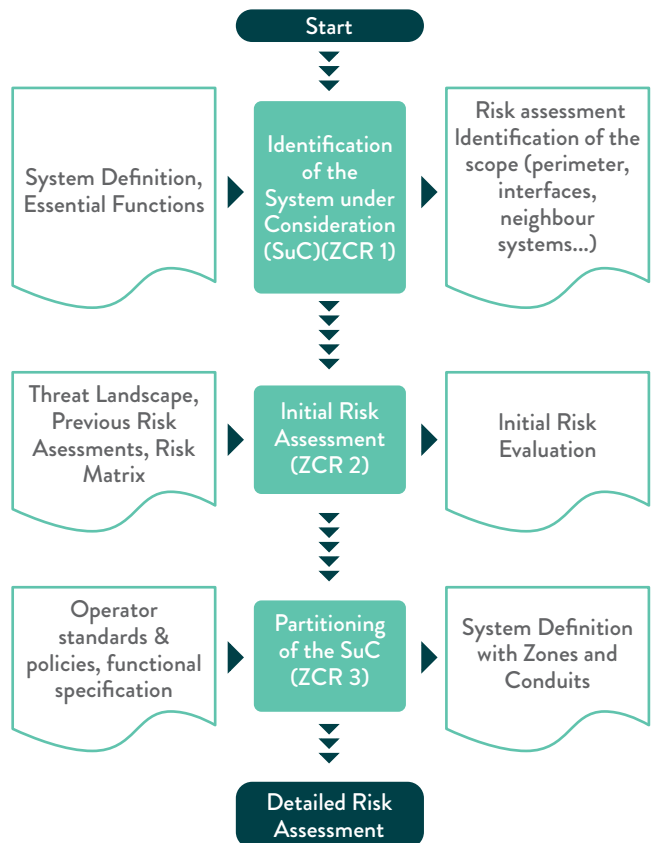 Start
System Definition,
Essential Functions
Identification
of the
System under
Consideration
(SuC)(ZCR 1)
Risk assessment
Identification of the
scope (perimeter,
interfaces,
neighbour
systems...)
Threat Landscape,
Previous Risk
Asessments, Risk
Matrix
Initial Risk
Assessment
(ZCR 2)
Initial Risk
Evaluation
Operator
standards &
policies, functional
specification
Partitioning
of the SuC
(ZCR 3)
System Definition
with Zones and
Conduits
Detailed Risk
Assessment